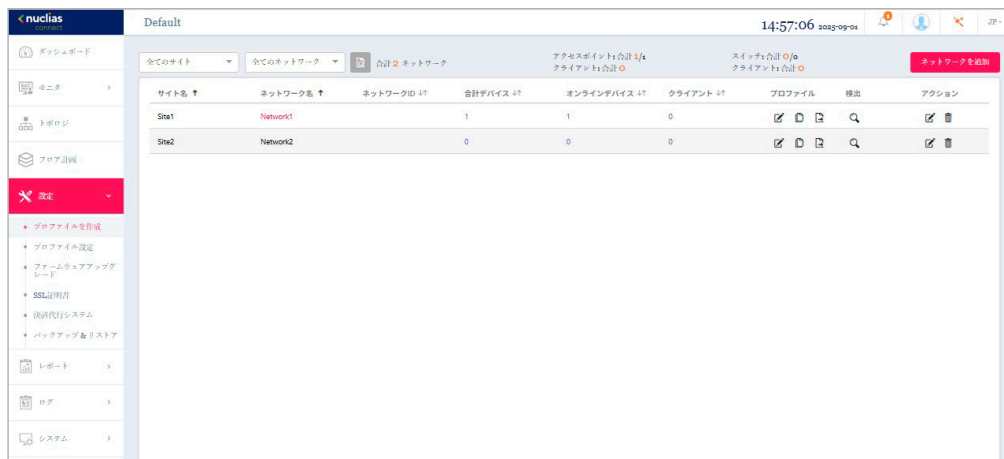 nuclias
connect
Default
14:57:06 2025-09-01
JP
ダッシュボード
モニタ
トポロジ
フロア計画
設定
プロファイルを作成
プロファイル設定
ファームウェアアップグ
レード
SSL証明書
決済代行システム
バックアップ&リストア
レポート
ログ
システム
全てのサイト
全てのネットワーク
合計 2 ネットワーク
アクセスポイント: 合計 1/1
クライアント: 合計 0
スイッチ: 合計 0/0
クライアント: 合計 0
ネットワークを追加
サイト名 ネットワーク名 ネットワークID 合計デバイス オンラインデバイス クライアント プロファイル 検出 アクション
Site1 Network1 1 1 0
Site2 Network2 0 0 0